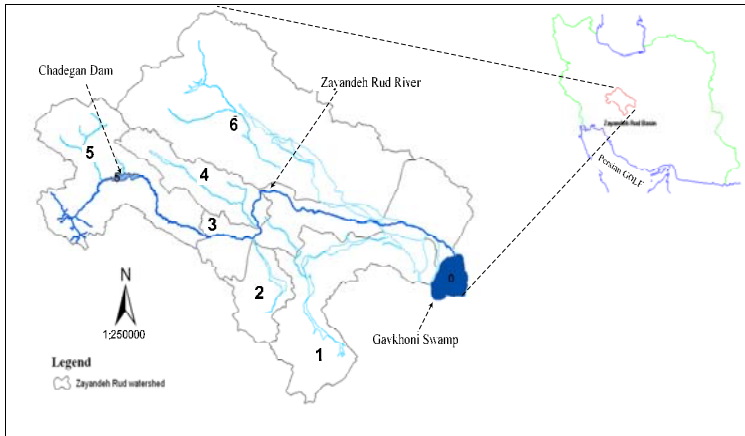 Chadegan Dam
Zayandeh Rud River
6
5
4
3
2
1
Zayandeh Rud Basin
Persian GOLF
N
1:250000
Gavkhoni Swamp
Legend
Zayandeh Rud watershed